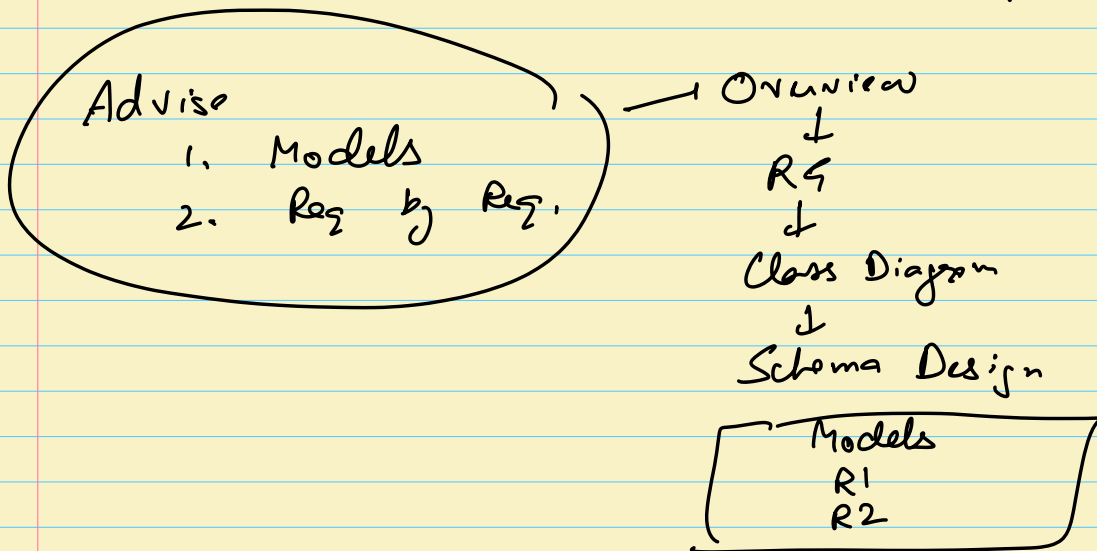 Advise
1. Models
2. Req by Req.
Overview
RG
Class Diagram
Schema Design
Models
R1
R2